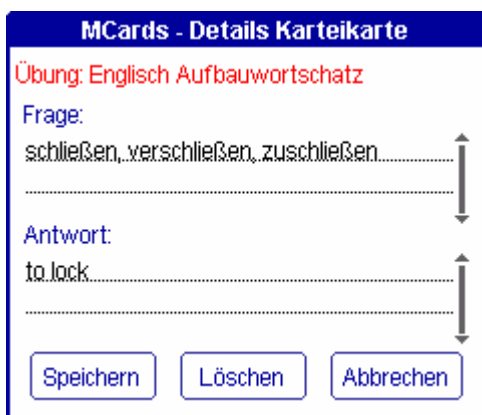 MCards - Details Karteikarte
Übung: Englisch Aufbauwortschatz
Frage:
schließen, verschließen, zuschließen
Antwort:
to lock
Speichern Löschen Abbrechen